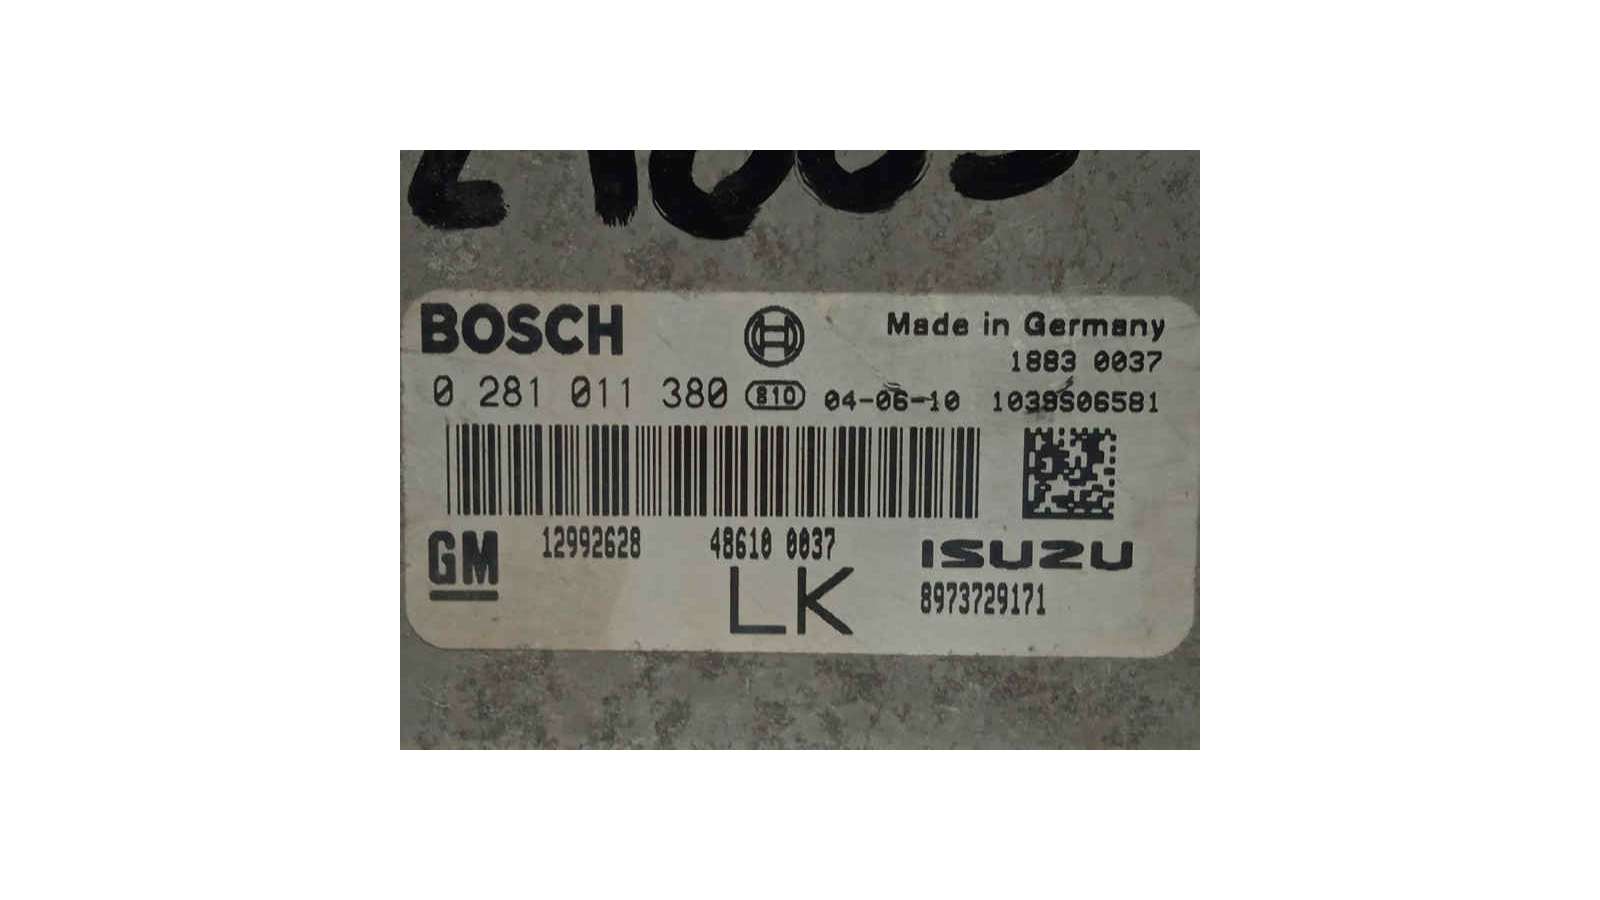 BOSCH
Made in Germany
1883 0037
0 281 011 380 810 04-06-10 1039S06581
GM 12992628 48610 0037 ISUZU
LK 8973729171